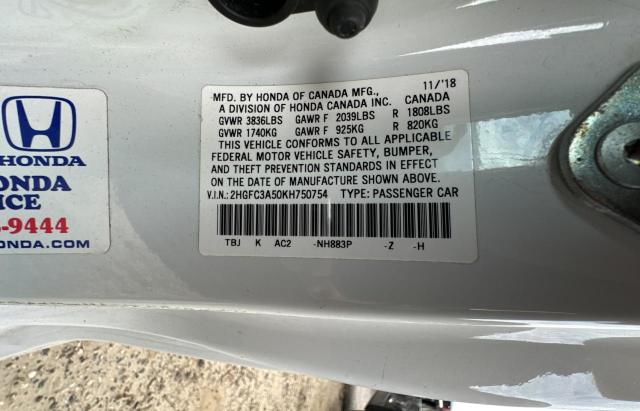 HONDA
ONDA
ICE
-9444
NDA.COM
MFD. BY HONDA OF CANADA MFG., 11/'18
A DIVISION OF HONDA CANADA INC. CANADA
GVWR 3836LBS GAWR F 2039LBS R 1808LBS
GVWR 1740KG GAWR F 925KG R 820KG
THIS VEHICLE CONFORMS TO ALL APPLICABLE
FEDERAL MOTOR VEHICLE SAFETY, BUMPER,
AND THEFT PREVENTION STANDARDS IN EFFECT
ON THE DATE OF MANUFACTURE SHOWN ABOVE.
V.I.N.: 2HGFC3A50KH750754 TYPE: PASSENGER CAR
TBJ K AC2 -NH883P -Z -H